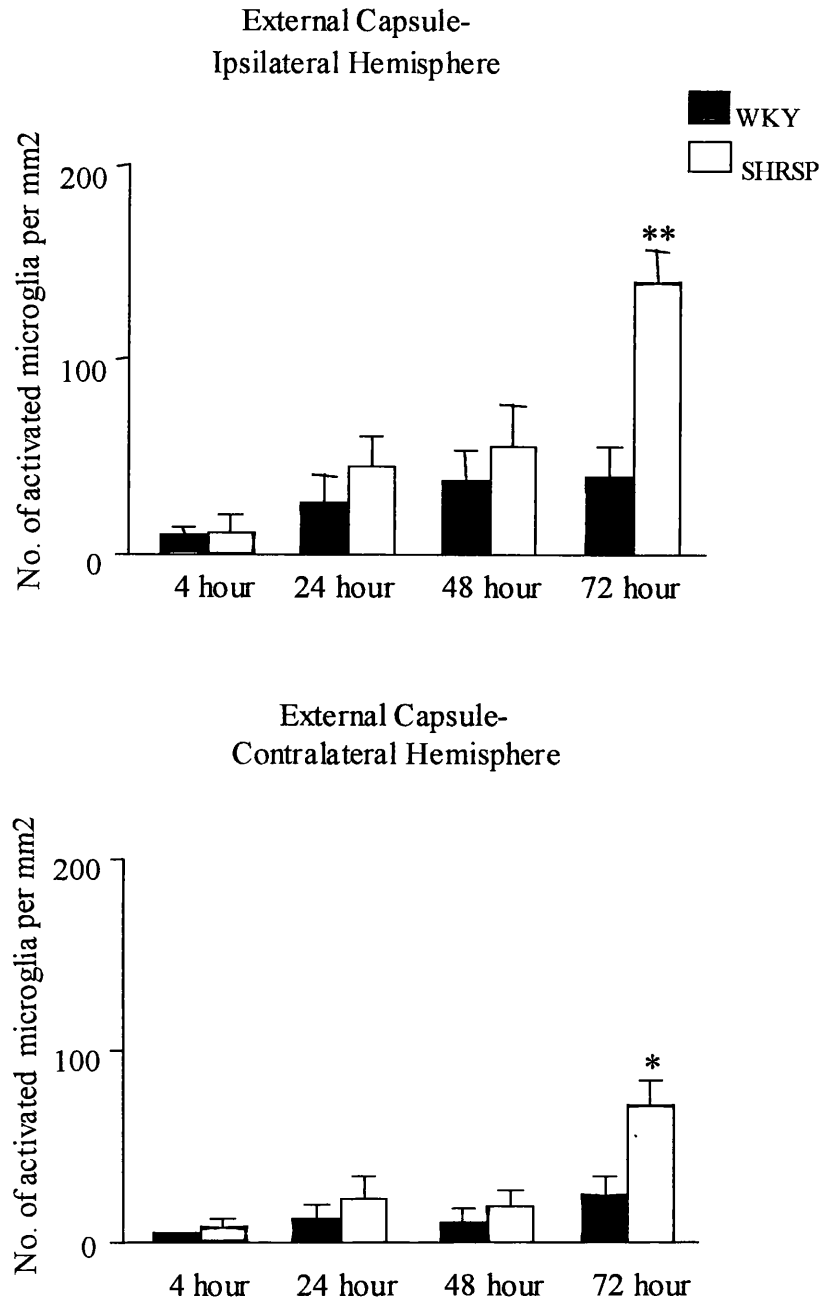 External Capsule-
Ipsilateral Hemisphere
WKY
SHRSP
No. of activated microglia per mm2
200
100
0
**
4 hour 24 hour 48 hour 72 hour
External Capsule-
Contralateral Hemisphere
No. of activated microglia per mm2
200
100
0
*
4 hour 24 hour 48 hour 72 hour